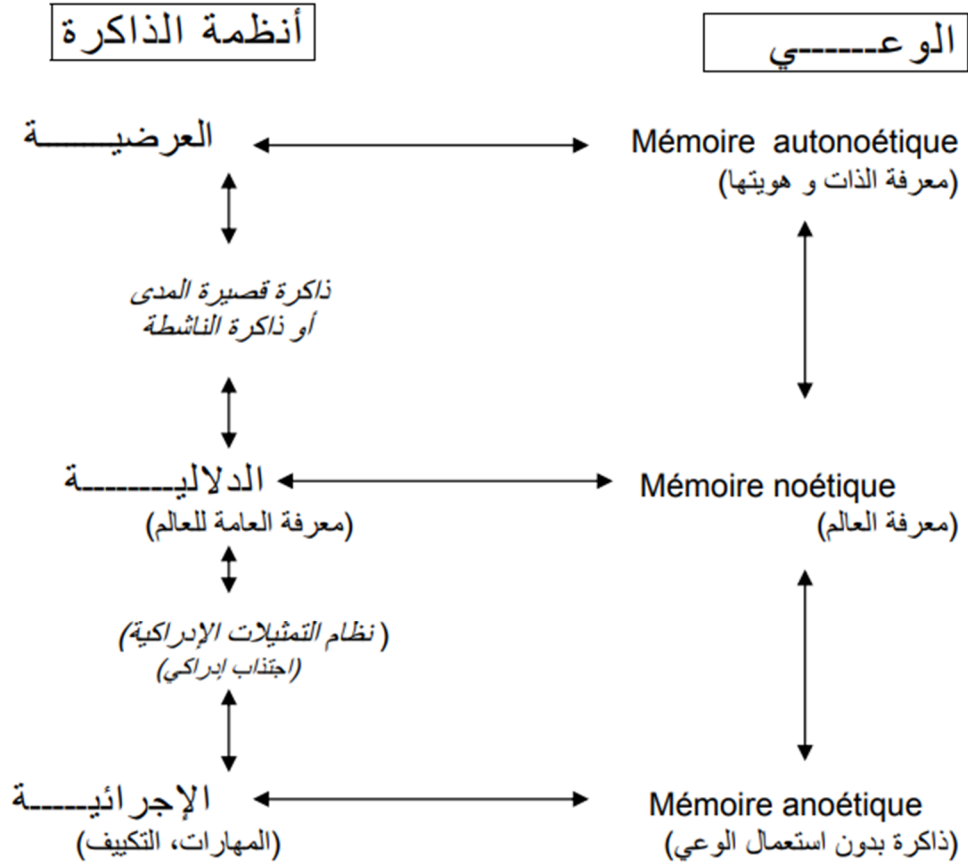 الوعـــــي
أنظمة الذاكرة
Mémoire autonoétique
(معرفة الذات و هويتها)
العرضيـــــة
ذاكرة قصيرة المدى
أو ذاكرة الناشطة
Mémoire noétique
(معرفة العالم)
الدلاليـــــة
(معرفة العامة للعالم)
(نظام التمثيلات الإدراكية)
(اجتذاب إدراكي)
Mémoire anoétique
(ذاكرة بدون استعمال الوعي)
الإجرائيـــــة
(المهارات، التكييف)